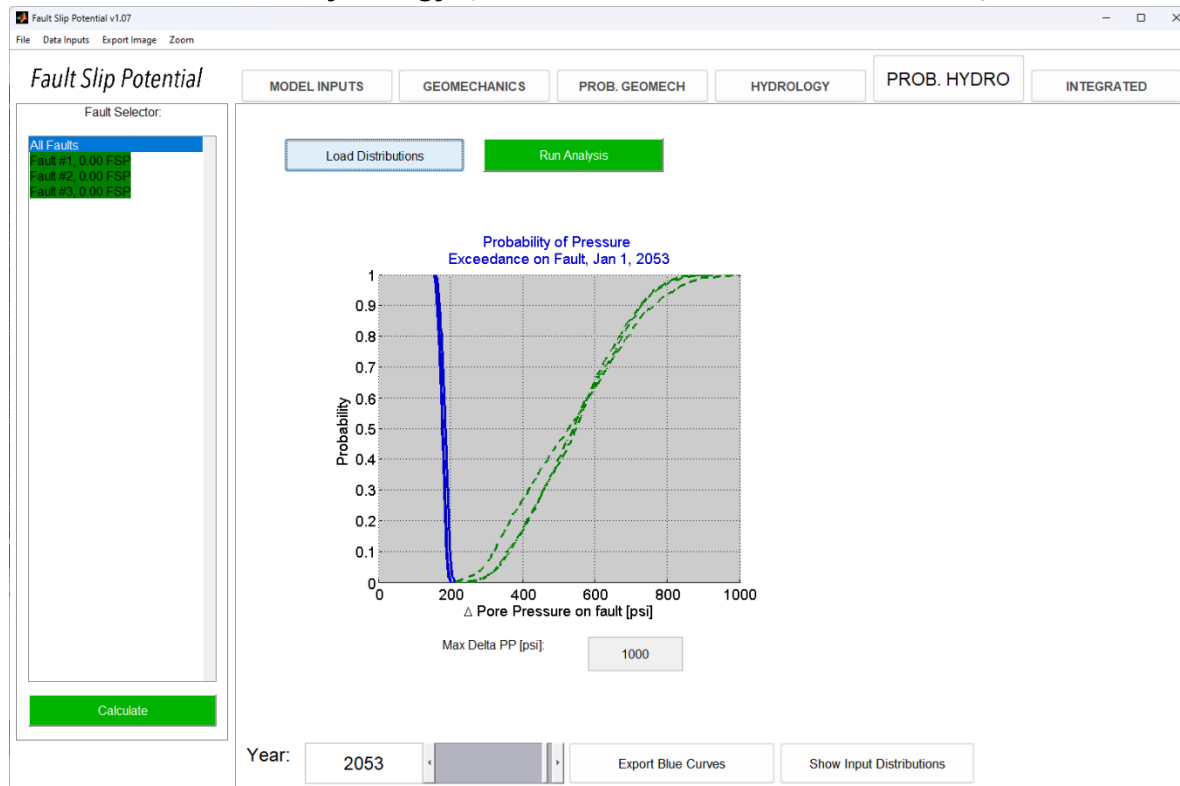 Fault Slip Potential v1.07
File Data Inputs Export Image Zoom
Fault Slip Potential
MODEL INPUTS GEOMECHANICS PROB. GEOMECH HYDROLOGY PROB. HYDRO INTEGRATED
Fault Selector:
All Faults
Fault #1, 0.00 FSP
Fault #2, 0.00 FSP
Fault #3, 0.00 FSP
Load Distributions Run Analysis
Probability of Pressure
Exceedance on Fault, Jan 1, 2053
1
0.9
0.8
0.7
0.6
0.5
0.4
0.3
0.2
0.1
0
Probability
0 200 400 600 800 1000
Δ Pore Pressure on fault [psi]
Max Delta PP [psi]: 1000
Calculate
Year: 2053 Export Blue Curves Show Input Distributions